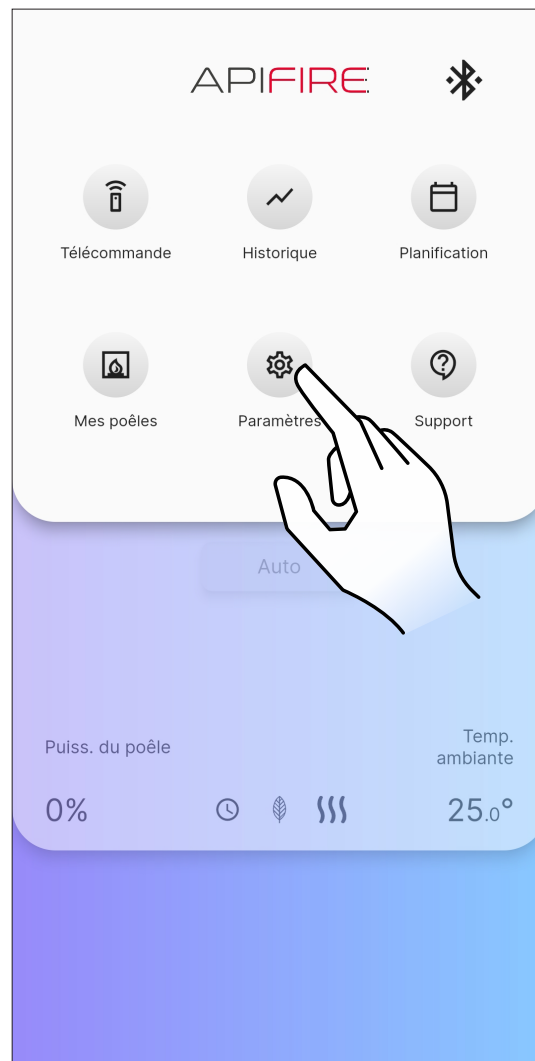 APIFIRE
Télécommande Historique Planification
Mes poêles Paramètres Support
Auto
Puiss. du poêle
Temp.
ambiante
0% 25.0°